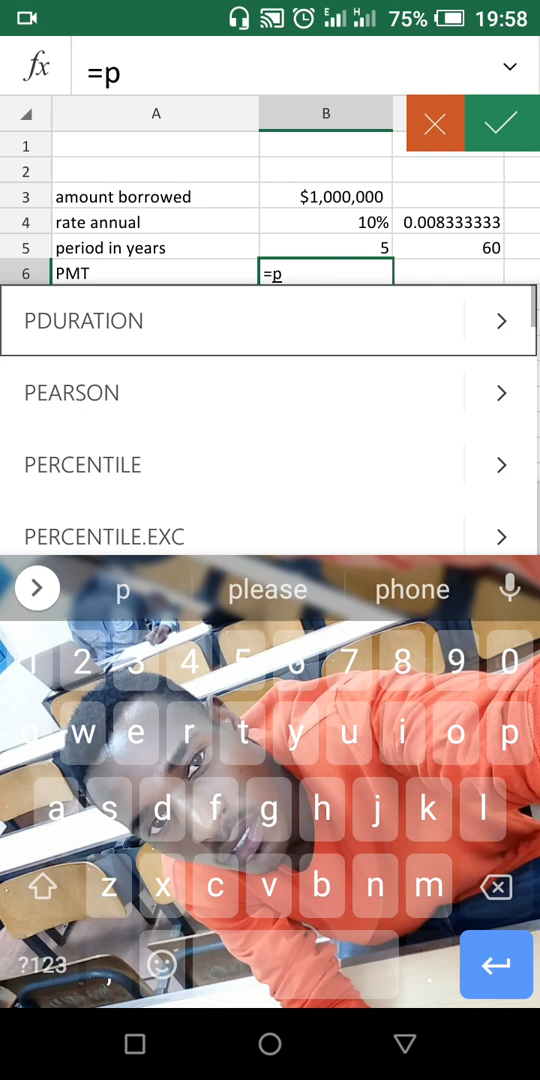 75% 19:58
fx =p
A B
1
2
3 amount borrowed $1,000,000
4 rate annual 10% 0.008333333
5 period in years 5 60
6 PMT =p
PDURATION
PEARSON
PERCENTILE
PERCENTILE.EXC
p please phone
1 2 3 4 5 6 7 8 9 0
q w e r t y u i o p
a s d f g h j k l
z x c v b n m
?123 , .